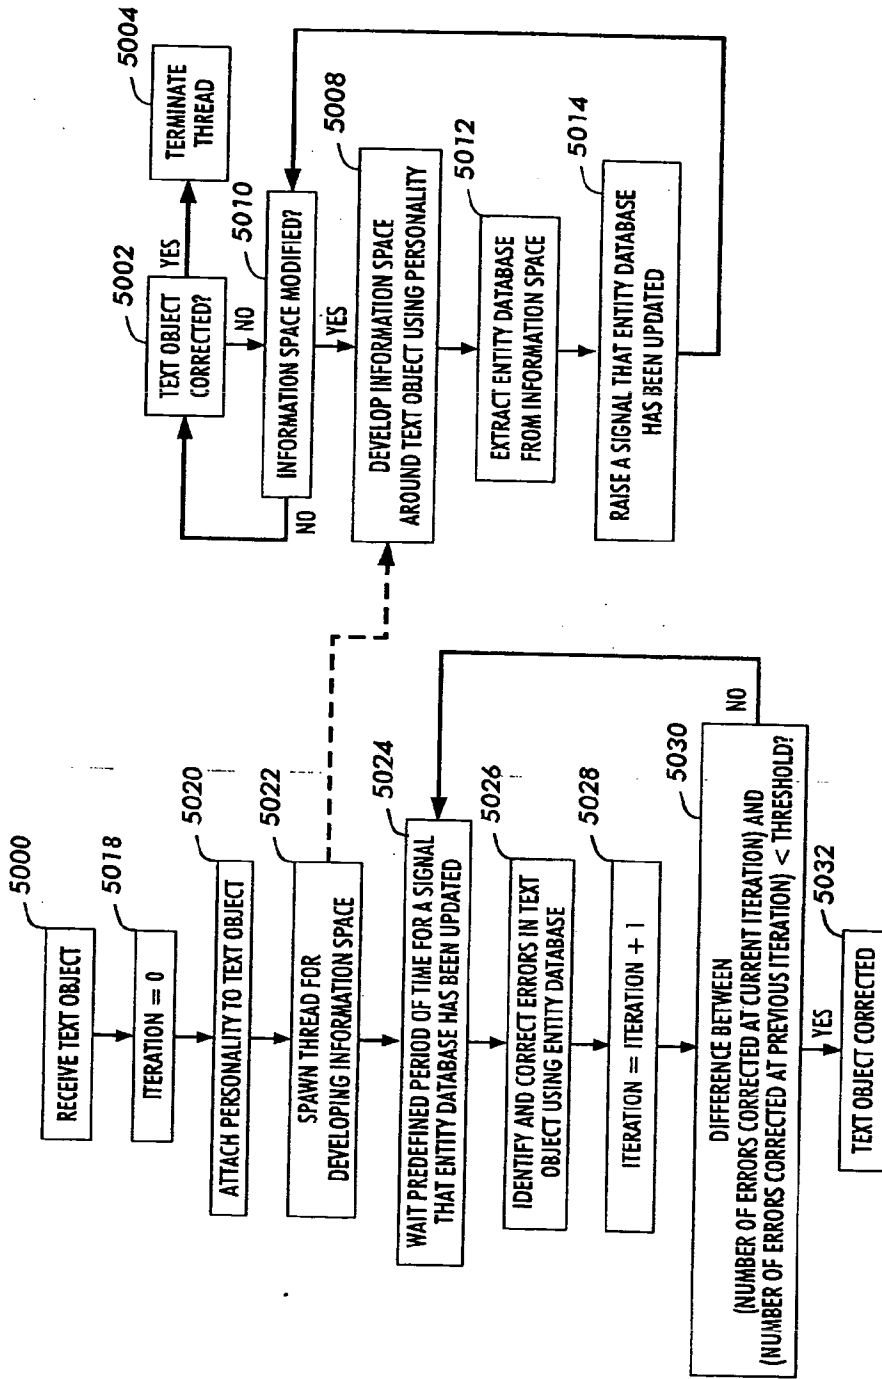 5000
RECEIVE TEXT OBJECT
5018
ITERATION = 0
5020
ATTACH PERSONALITY TO TEXT OBJECT
5022
SPAWN THREAD FOR
DEVELOPING INFORMATION SPACE
5024
WAIT PREDEFINED PERIOD OF TIME FOR A SIGNAL
THAT ENTITY DATABASE HAS BEEN UPDATED
5026
IDENTIFY AND CORRECT ERRORS IN TEXT
OBJECT USING ENTITY DATABASE
5028
ITERATION = ITERATION + 1
5030
DIFFERENCE BETWEEN
(NUMBER OF ERRORS CORRECTED AT CURRENT ITERATION) AND
(NUMBER OF ERRORS CORRECTED AT PREVIOUS ITERATION) < THRESHOLD?
NO
YES
5032
TEXT OBJECT CORRECTED
5002
TEXT OBJECT
CORRECTED?
YES
5004
TERMINATE
THREAD
NO
5010
INFORMATION SPACE MODIFIED?
NO
YES
5008
DEVELOP INFORMATION SPACE
AROUND TEXT OBJECT USING PERSONALITY
5012
EXTRACT ENTITY DATABASE
FROM INFORMATION SPACE
5014
RAISE A SIGNAL THAT ENTITY DATABASE
HAS BEEN UPDATED